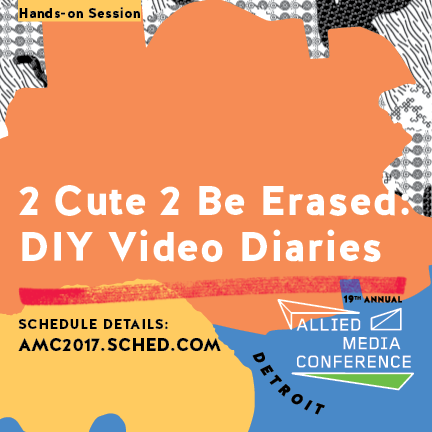 Hands-on Session
2 Cute 2 Be Erased:
DIY Video Diaries
19TH ANNUAL
SCHEDULE DETAILS:
AMC2017.SCHED.COM
ALLIED
MEDIA
CONFERENCE
DETROIT